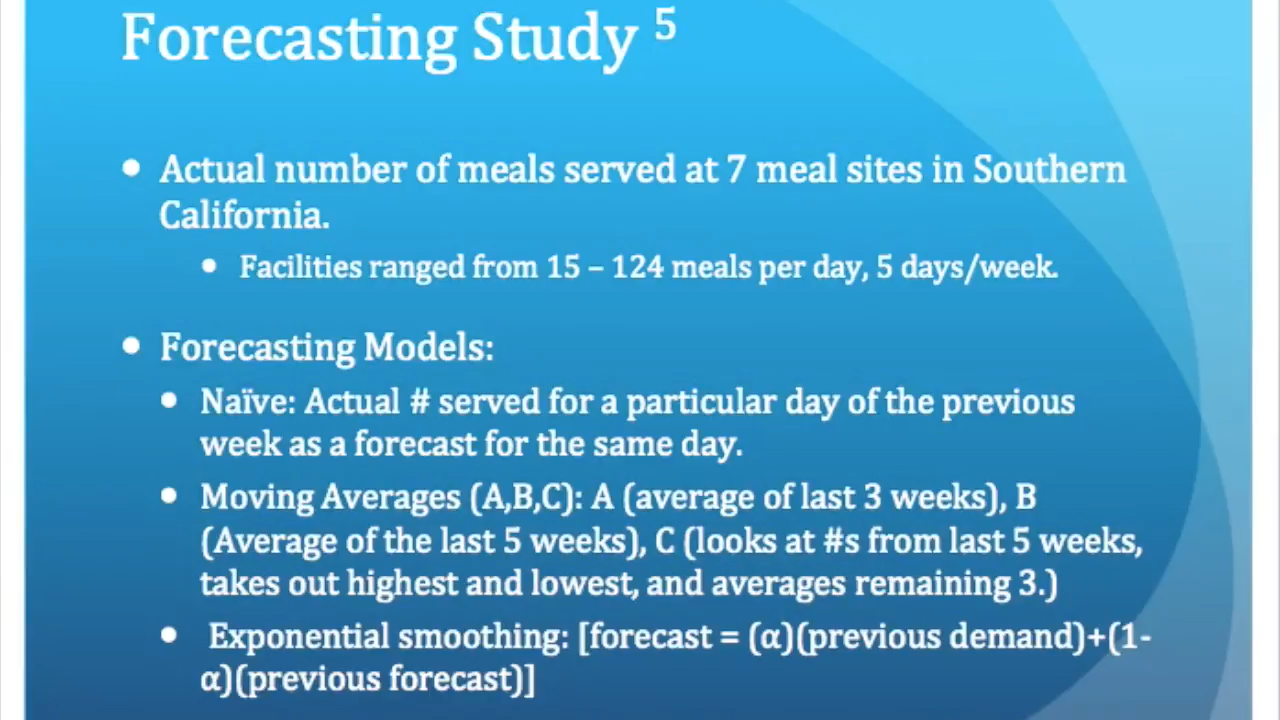 Forecasting Study ⁵
• Actual number of meals served at 7 meal sites in Southern
California.
• Facilities ranged from 15 – 124 meals per day, 5 days/week.
• Forecasting Models:
• Naïve: Actual # served for a particular day of the previous
week as a forecast for the same day.
• Moving Averages (A,B,C): A (average of last 3 weeks), B
(Average of the last 5 weeks), C (looks at #s from last 5 weeks,
takes out highest and lowest, and averages remaining 3.)
• Exponential smoothing: [forecast = (α)(previous demand)+(1-
α)(previous forecast)]